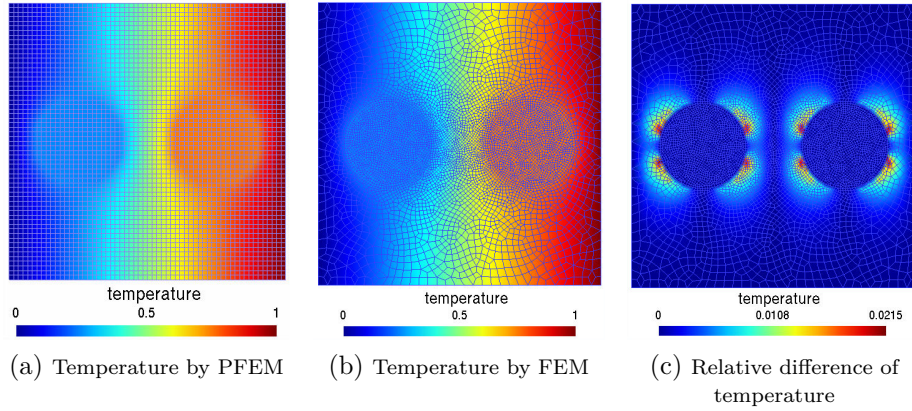 temperature
0 0.5 1
(a) Temperature by PFEM
temperature
0 0.5 1
(b) Temperature by FEM
temperature
0 0.0108 0.0215
(c) Relative difference of
temperature